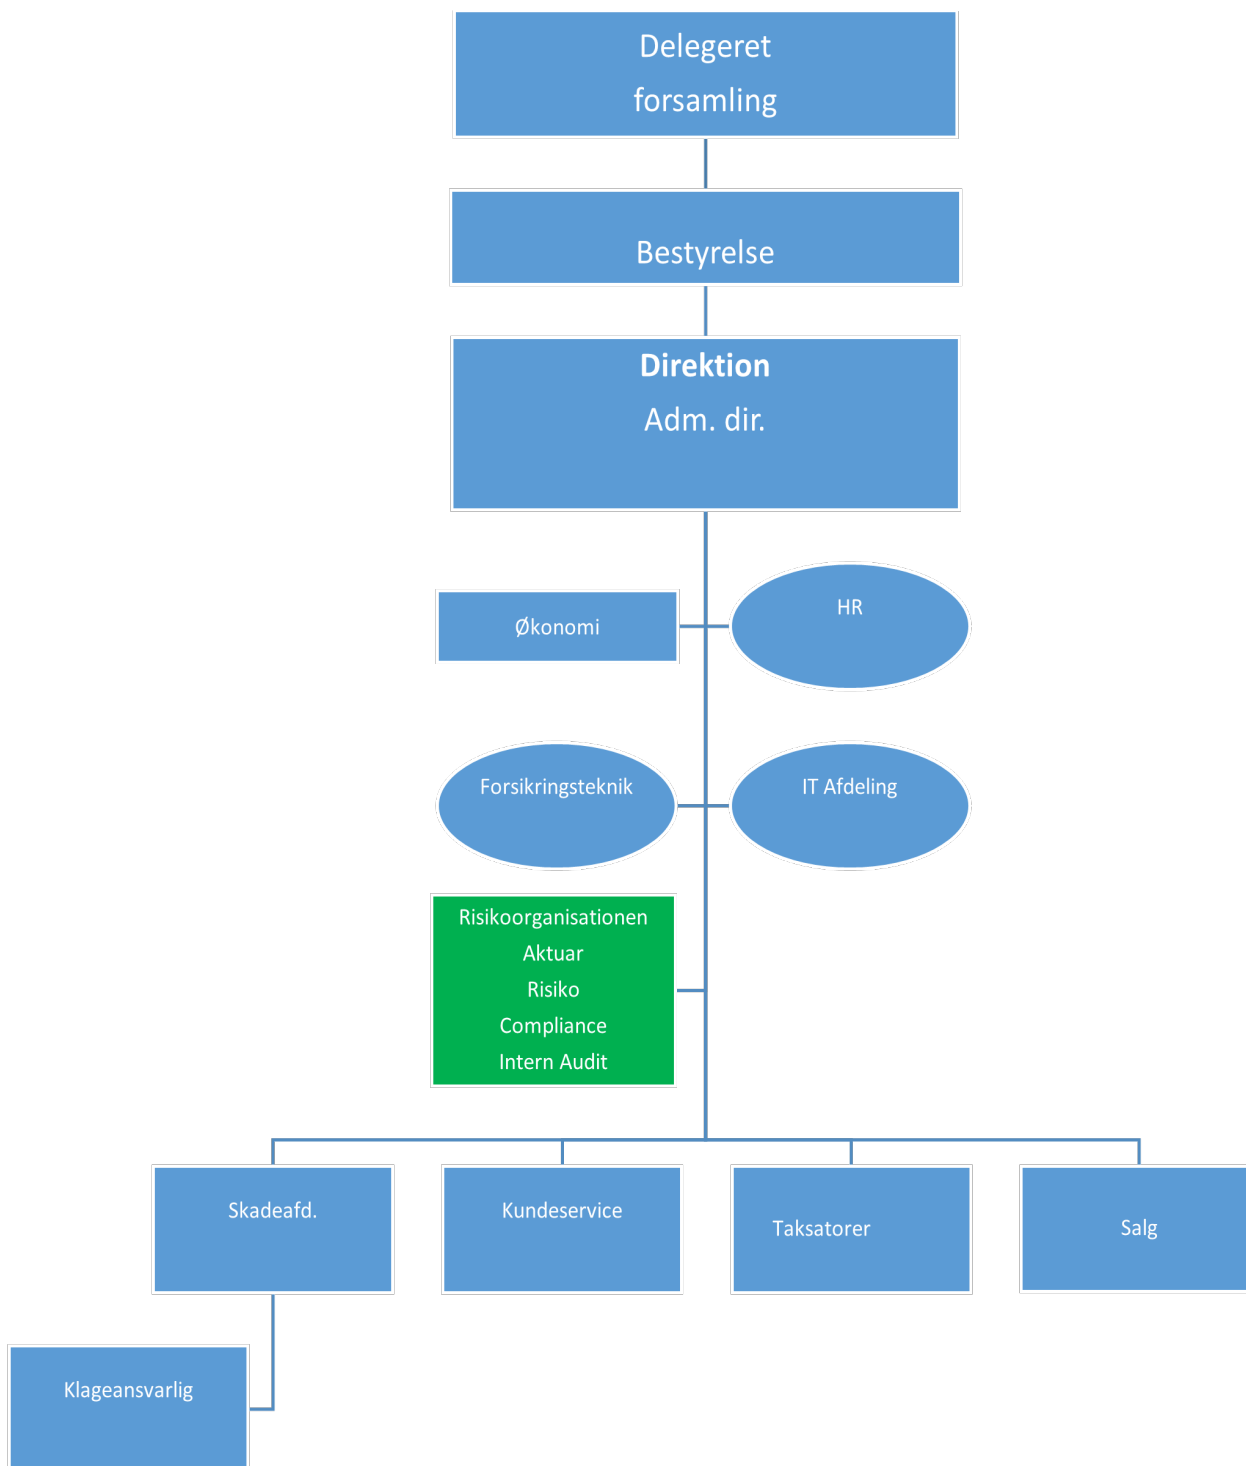 Delegeret
forsamling
Bestyrelse
Direktion
Adm. dir.
Økonomi
HR
Forsikringsteknik
IT Afdeling
Risikoorganisationen
Aktuar
Risiko
Compliance
Intern Audit
Skadeafd.
Kundeservice
Taksatorer
Salg
Klageansvarlig